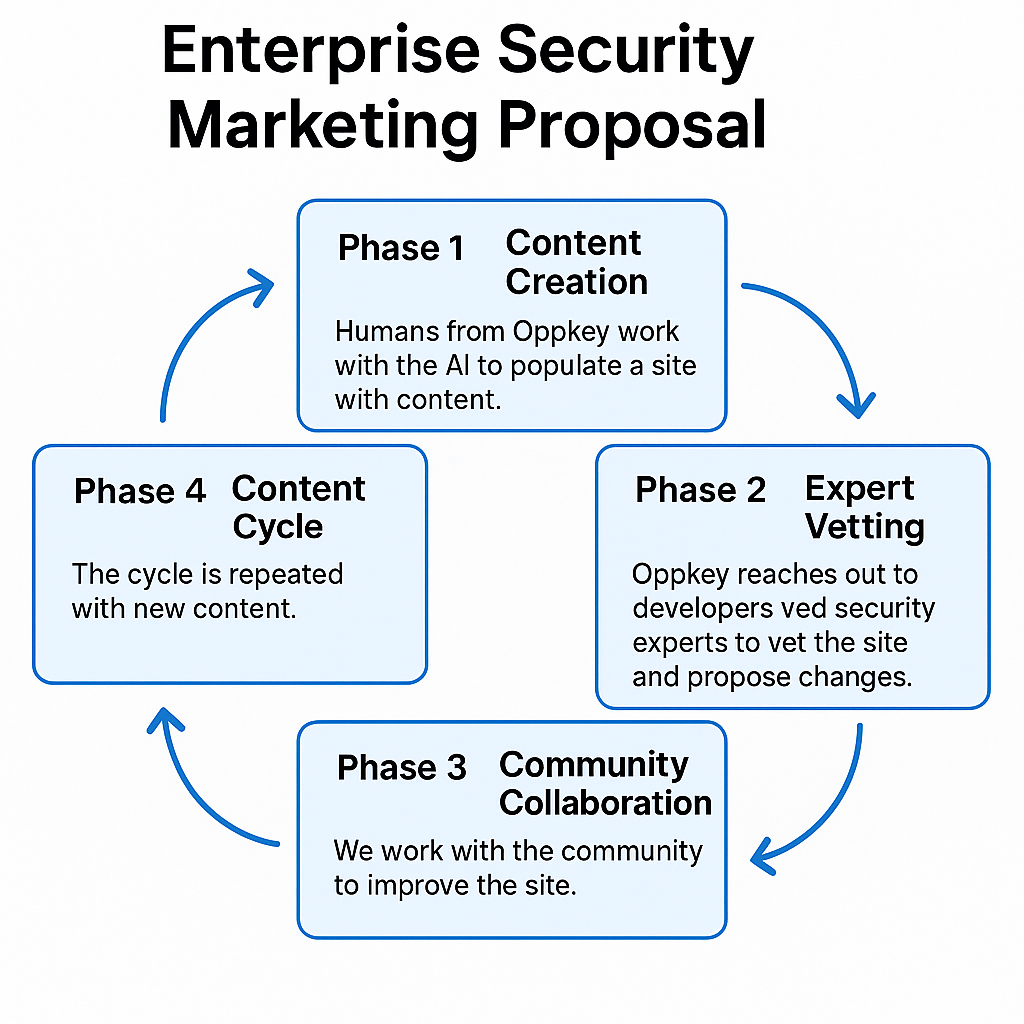 Enterprise Security
Marketing Proposal
Phase 1
Content
Creation
Humans from Oppkey work
with the AI to populate a site
with content.
Phase 2
Expert
Vetting
Oppkey reaches out to
developers ved security
experts to vet the site
and propose changes.
Phase 3
Community
Collaboration
We work with the community
to improve the site.
Phase 4
Content
Cycle
The cycle is repeated
with new content.